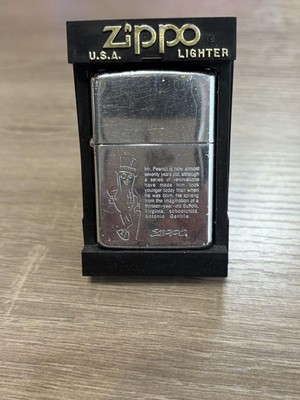 zippo
U.S.A. LIGHTER
Mr. Peanut is now almost
seventy years old, although
a series of renovations
have made him look
younger today than when
he was born. He sprang
from the imagination of a
thirteen-year-old Suffolk,
Virginia, schoolchild,
Antonio Gentile.